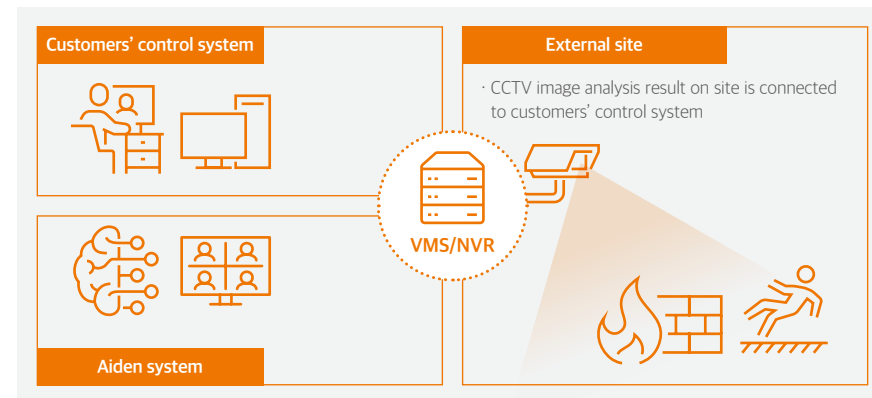 Customers’ control system
External site
· CCTV image analysis result on site is connected
to customers’ control system
VMS/NVR
Aiden system